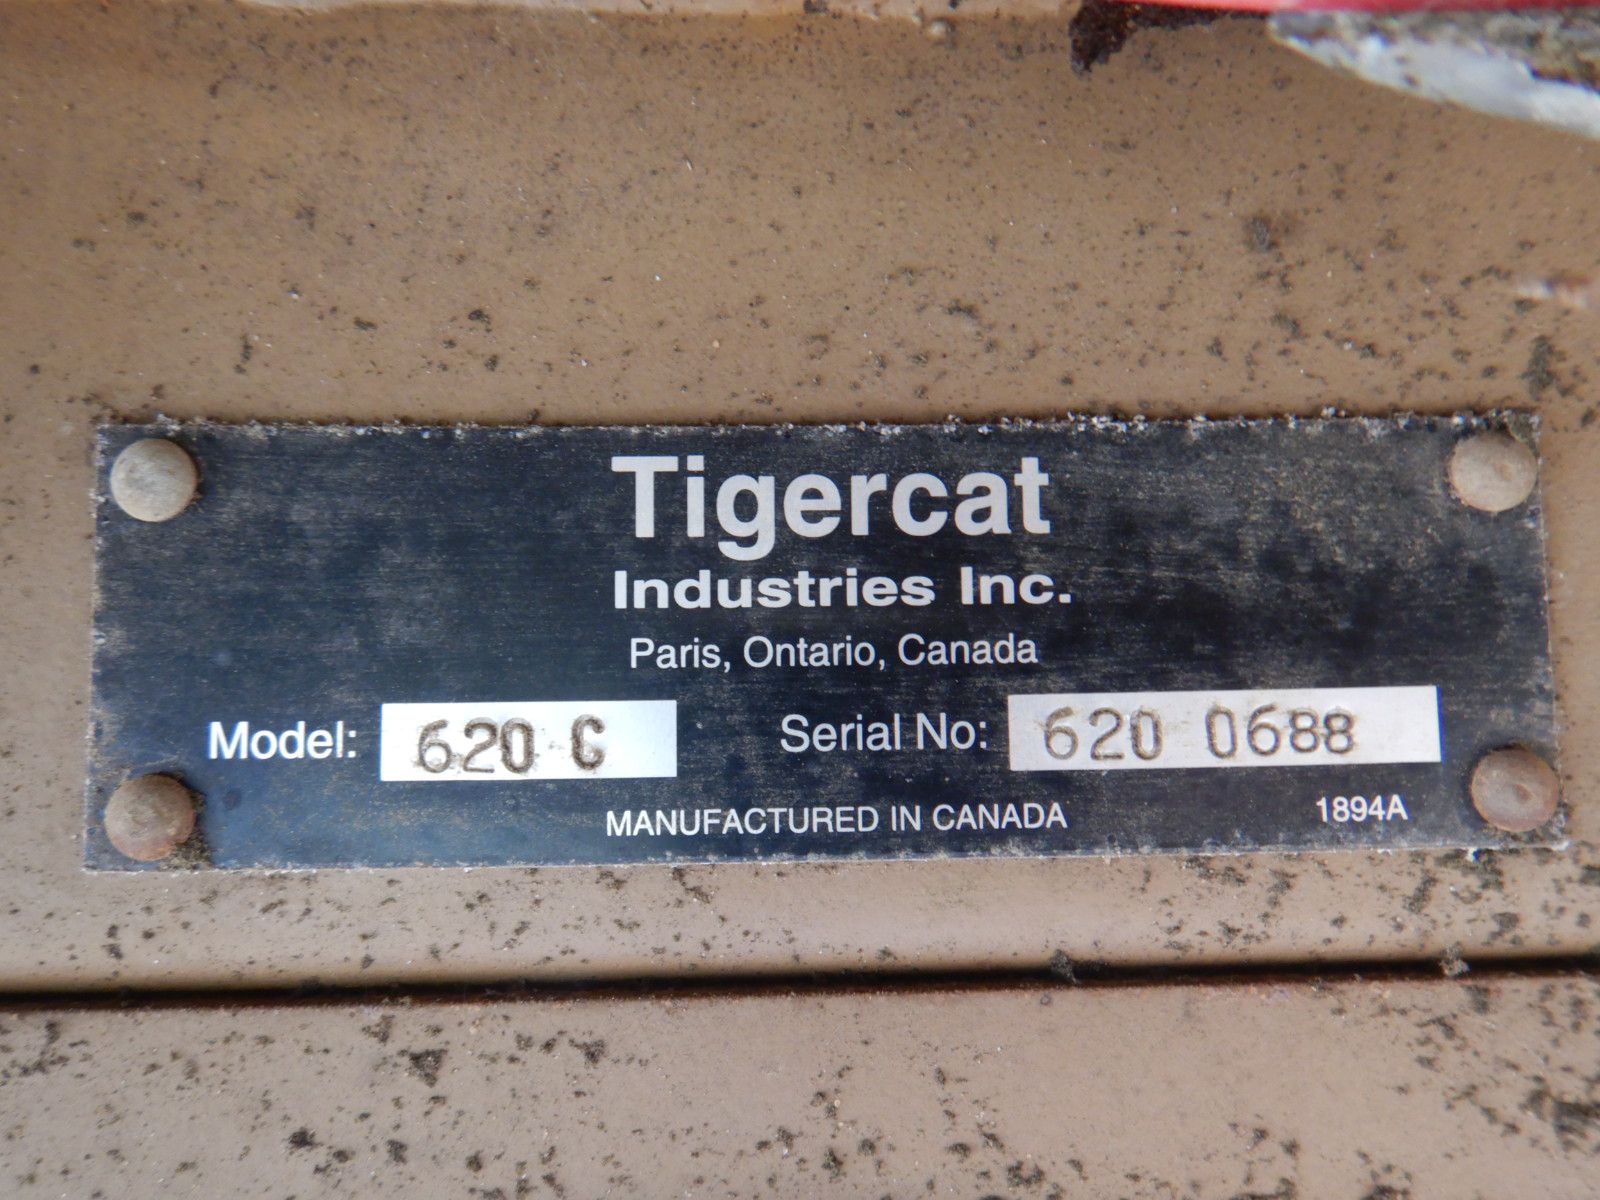 Tigercat
Industries Inc.
Paris, Ontario, Canada
Model: 620 C Serial No: 620 0688
MANUFACTURED IN CANADA 1894A